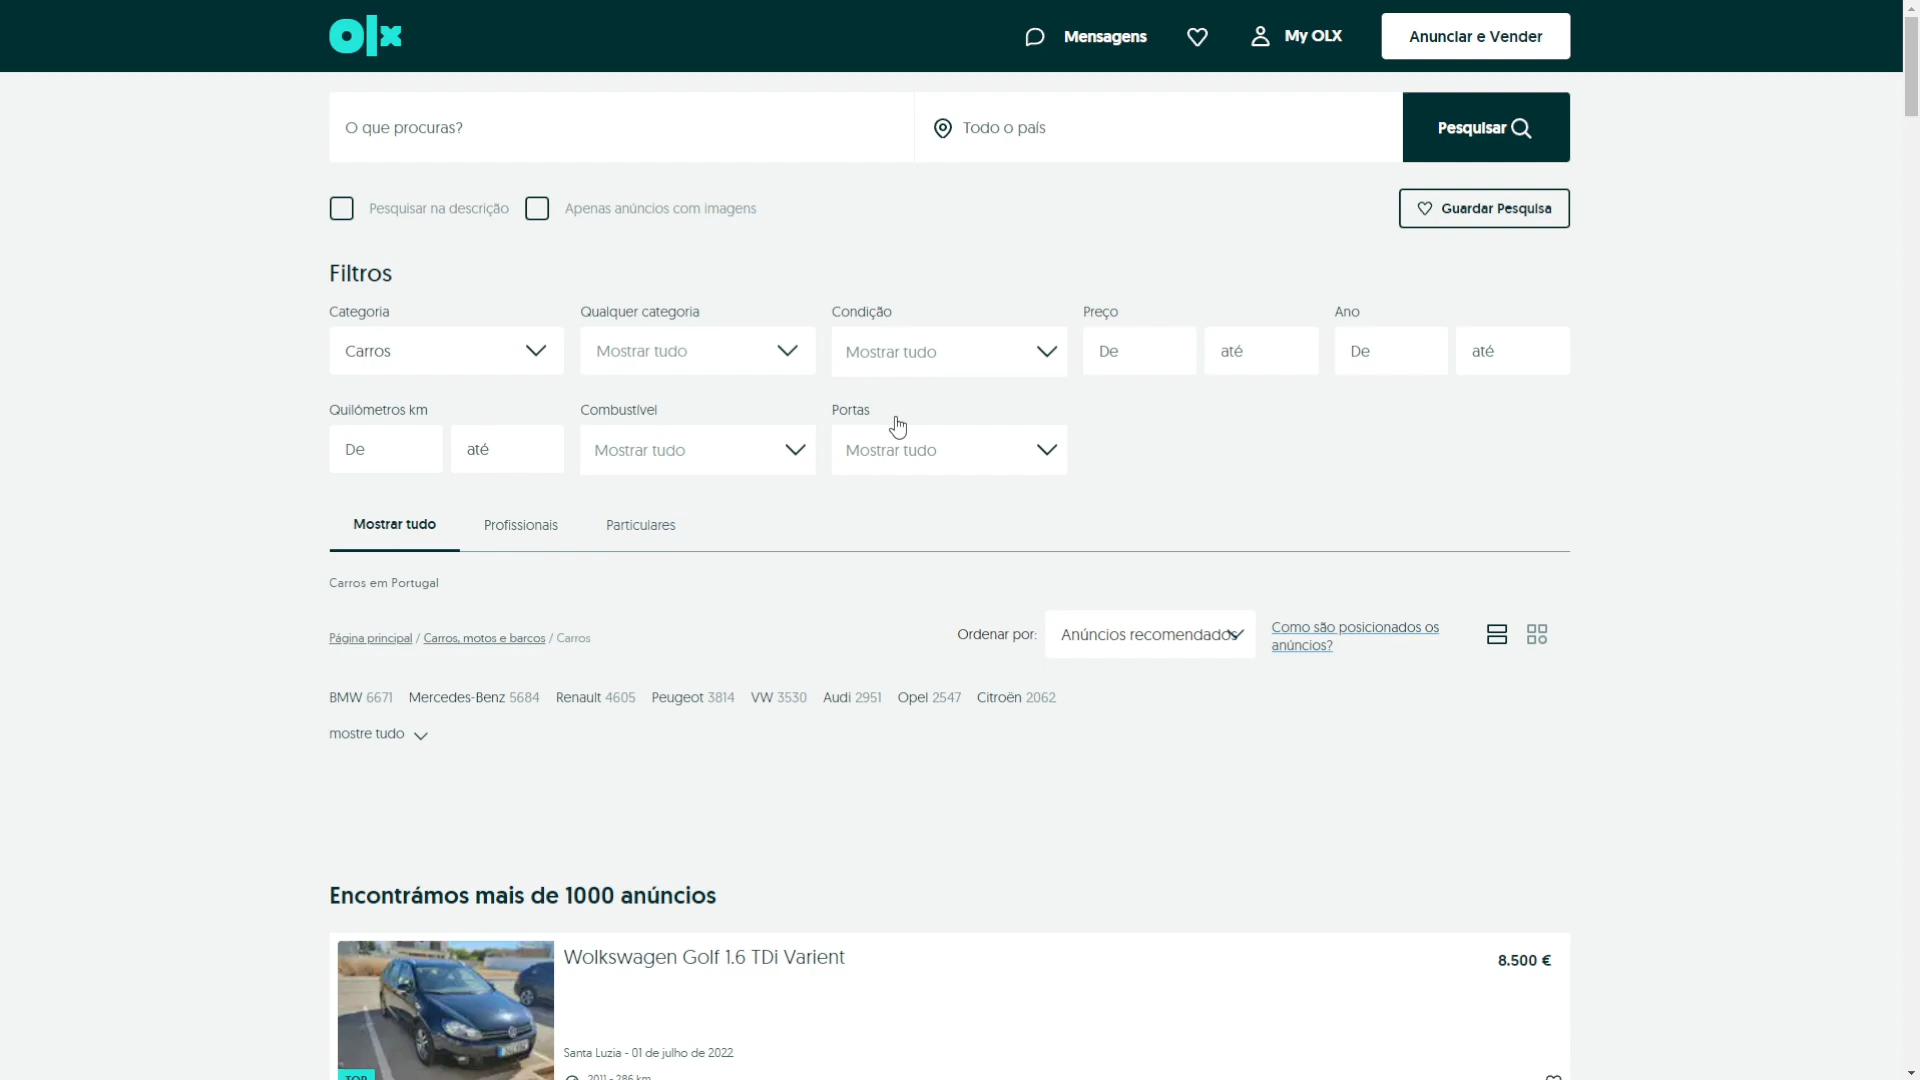 olx
Mensagens
My OLX
Anunciar e Vender
O que procuras?
Todo o país
Pesquisar
Pesquisar na descrição
Apenas anúncios com imagens
Guardar Pesquisa
Filtros
Categoria
Qualquer categoria
Condição
Preço
Ano
Carros
Mostrar tudo
Mostrar tudo
De
até
De
até
Quilómetros km
Combustível
Portas
De
até
Mostrar tudo
Mostrar tudo
Mostrar tudo
Profissionais
Particulares
Carros em Portugal
Página principal / Carros, motos e barcos / Carros
Ordenar por:
Anúncios recomendados
Como são posicionados os
anúncios?
BMW 6671 Mercedes-Benz 5684 Renault 4605 Peugeot 3814 VW 3530 Audi 2951 Opel 2547 Citroën 2062
mostre tudo
Encontrámos mais de 1000 anúncios
Wolkswagen Golf 1.6 TDi Varient
8.500 €
Santa Luzia - 01 de julho de 2022
TOP
2011 - 286 km